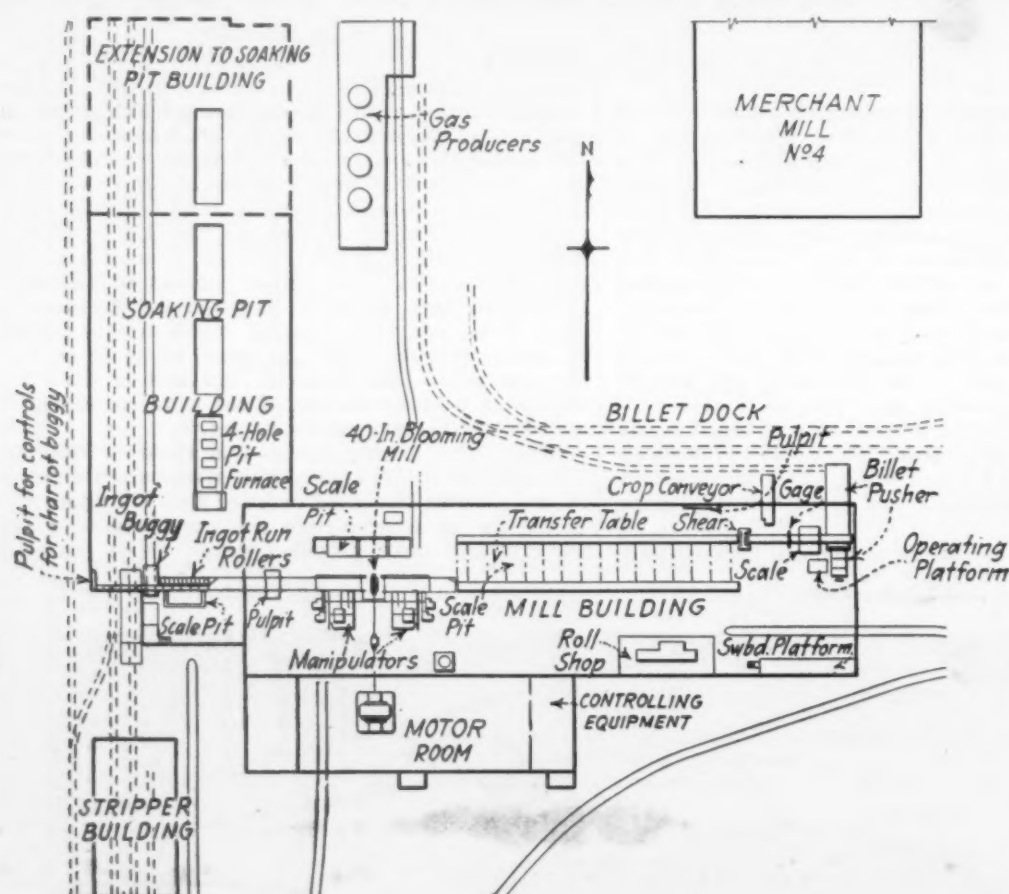 EXTENSION TO SOAKING
PIT BUILDING
Gas
Producers
MERCHANT
MILL
Nº4
N
SOAKING PIT
BUILDING
4-Hole
Pit
Furnace
Pulpit for controls
for chariot buggy
Ingot
Buggy
Ingot Run
Rollers
Scale Pit
Pulpit
Scale
Pit
40-In. Blooming
Mill
Manipulators
BILLET DOCK
Pulpit
Crop Conveyor
Gage
Billet
Pusher
Transfer Table
Shear
Scale
Operating
Platform
Scale
Pit
MILL BUILDING
Roll
Shop
Swbd. Platform
MOTOR
ROOM
CONTROLLING
EQUIPMENT
STRIPPER
BUILDING